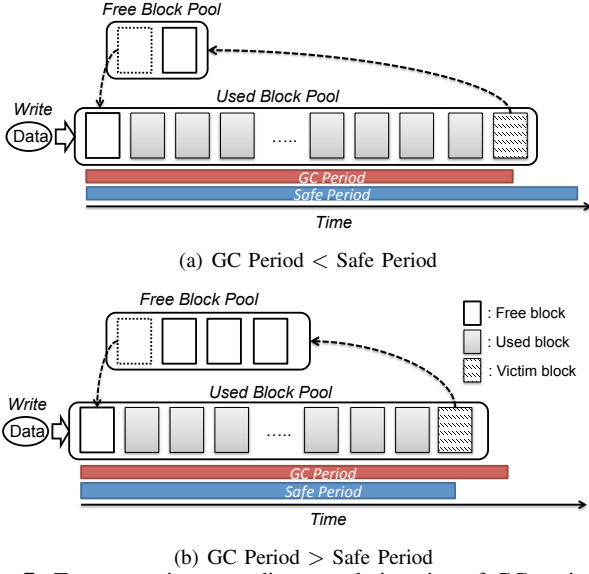 Free Block Pool
Used Block Pool
Write
Data
.....
GC Period
Safe Period
Time
(a) GC Period < Safe Period
Free Block Pool
: Free block
: Used block
: Victim block
Used Block Pool
Write
Data
.....
GC Period
Safe Period
Time
(b) GC Period > Safe Period